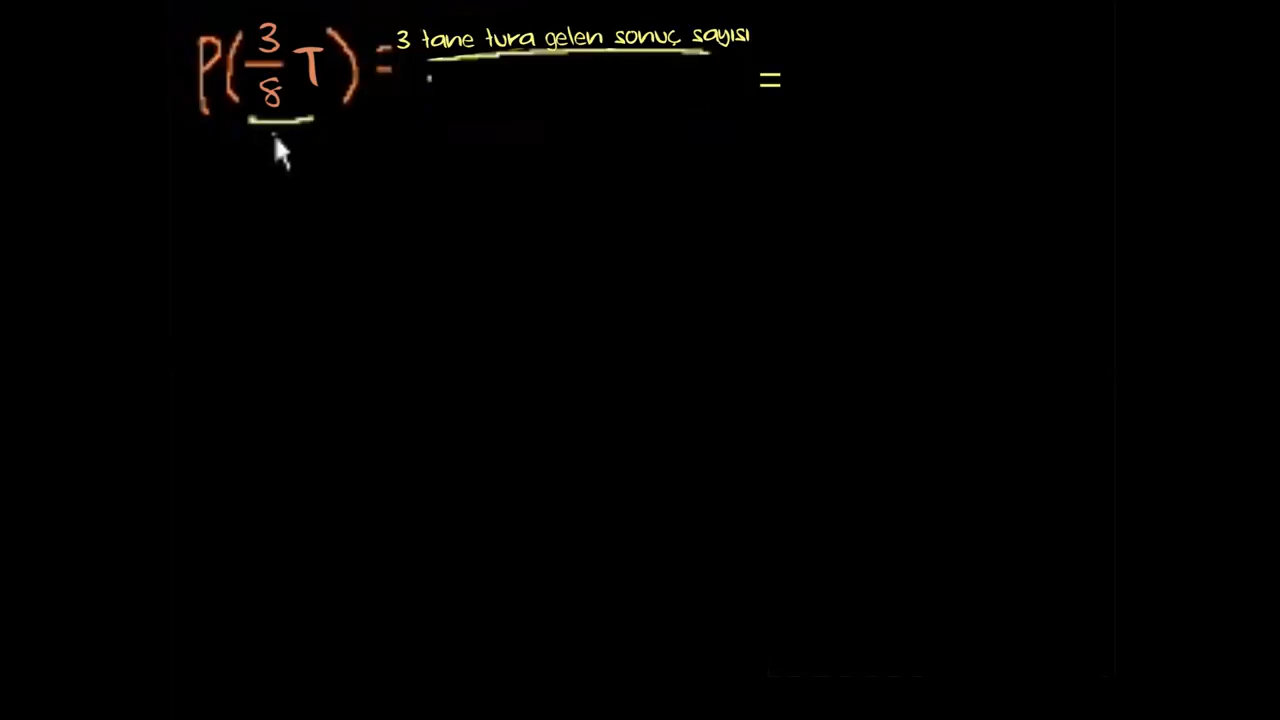 P(3/8 T) = 3 tane tura gelen sonuç sayısı =